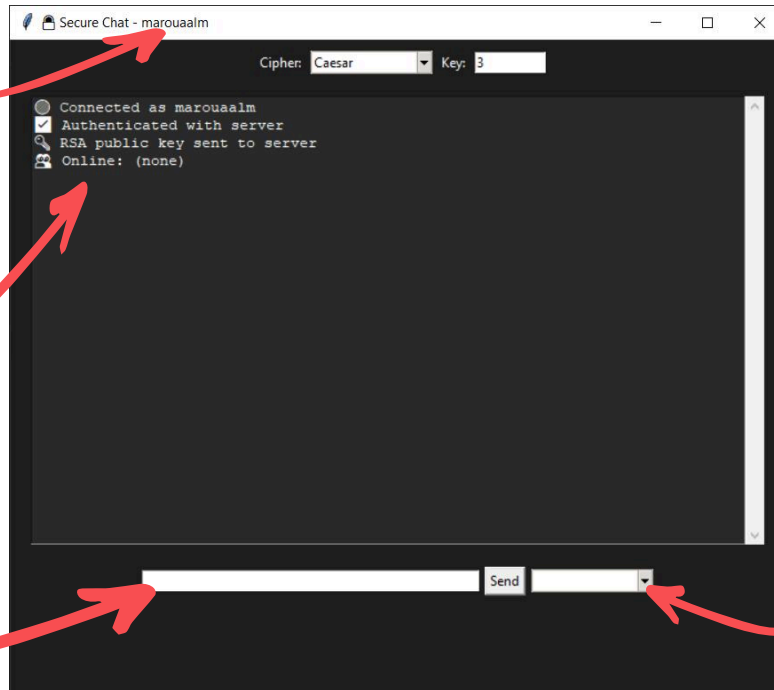 Secure Chat - marouaalm
Cipher: Caesar Key: 3
Connected as marouaalm
Authenticated with server
RSA public key sent to server
Online: (none)
Send